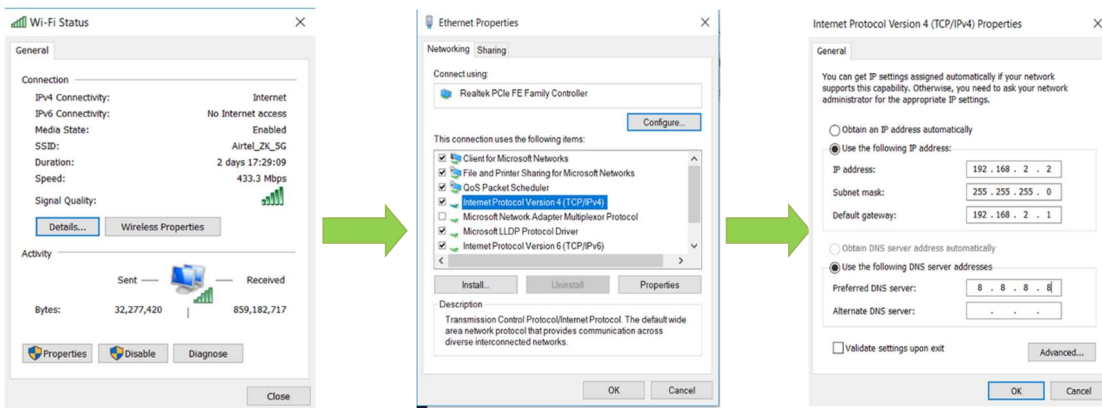 Wi-Fi Status
General
Connection
IPv4 Connectivity: Internet
IPv6 Connectivity: No Internet access
Media State: Enabled
SSID: Airtel_ZK_5G
Duration: 2 days 17:29:09
Speed: 433.3 Mbps
Signal Quality:
Details... Wireless Properties
Activity
Sent Received
Bytes: 32,277,420 859,182,717
Properties Disable Diagnose
Close
Ethernet Properties
Networking Sharing
Connect using:
Realtek PCIe FE Family Controller
Configure...
This connection uses the following items:
Client for Microsoft Networks
File and Printer Sharing for Microsoft Networks
QoS Packet Scheduler
Internet Protocol Version 4 (TCP/IPv4)
Microsoft Network Adapter Multiplexor Protocol
Microsoft LLDP Protocol Driver
Internet Protocol Version 6 (TCP/IPv6)
Install... Uninstall Properties
Description
Transmission Control Protocol/Internet Protocol. The default wide
area network protocol that provides communication across
diverse interconnected networks.
OK Cancel
Internet Protocol Version 4 (TCP/IPv4) Properties
General
You can get IP settings assigned automatically if your network
supports this capability. Otherwise, you need to ask your network
administrator for the appropriate IP settings.
Obtain an IP address automatically
Use the following IP address:
IP address: 192 . 168 . 2 . 2
Subnet mask: 255 . 255 . 255 . 0
Default gateway: 192 . 168 . 2 . 1
Obtain DNS server address automatically
Use the following DNS server addresses
Preferred DNS server: 8 . 8 . 8 . 8
Alternate DNS server: . . .
Validate settings upon exit
Advanced...
OK Cancel